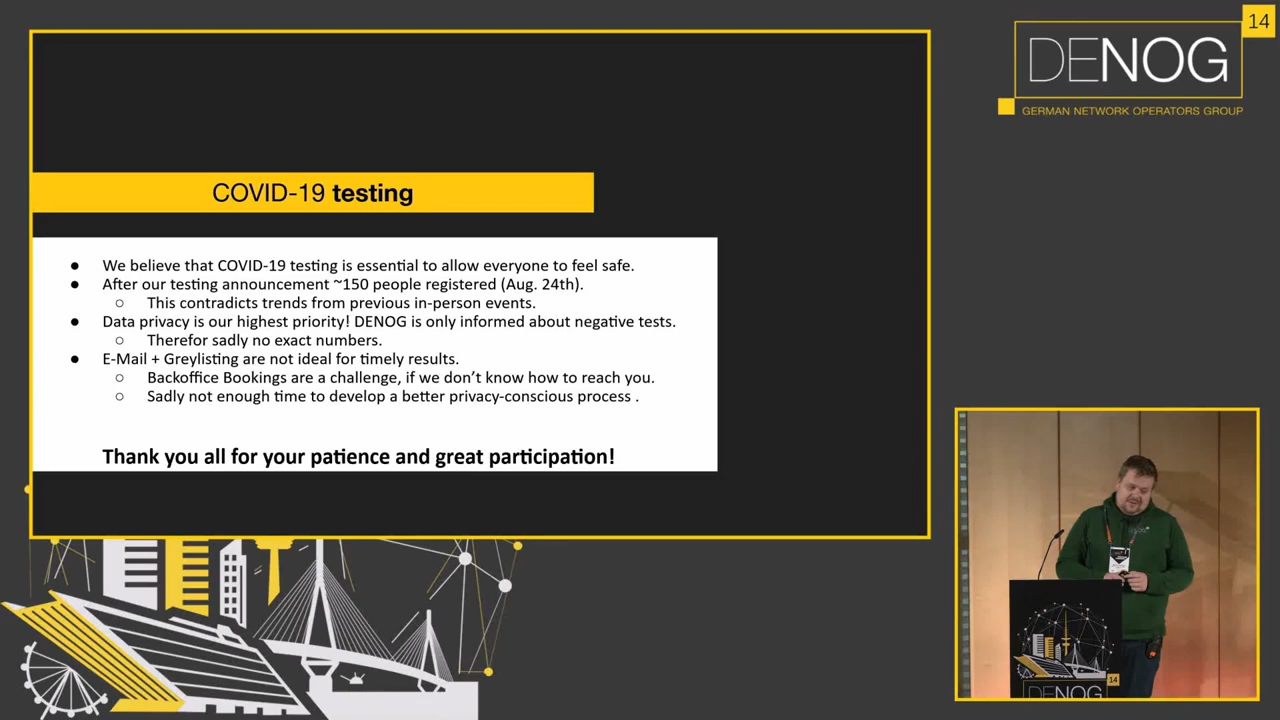 14
DENOG
GERMAN NETWORK OPERATORS GROUP
COVID-19 testing
● We believe that COVID-19 testing is essential to allow everyone to feel safe.
● After our testing announcement ~150 people registered (Aug. 24th).
○ This contradicts trends from previous in-person events.
● Data privacy is our highest priority! DENOG is only informed about negative tests.
○ Therefor sadly no exact numbers.
● E-Mail + Greylisting are not ideal for timely results.
○ Backoffice Bookings are a challenge, if we don't know how to reach you.
○ Sadly not enough time to develop a better privacy-conscious process .
Thank you all for your patience and great participation!
14
DENOG